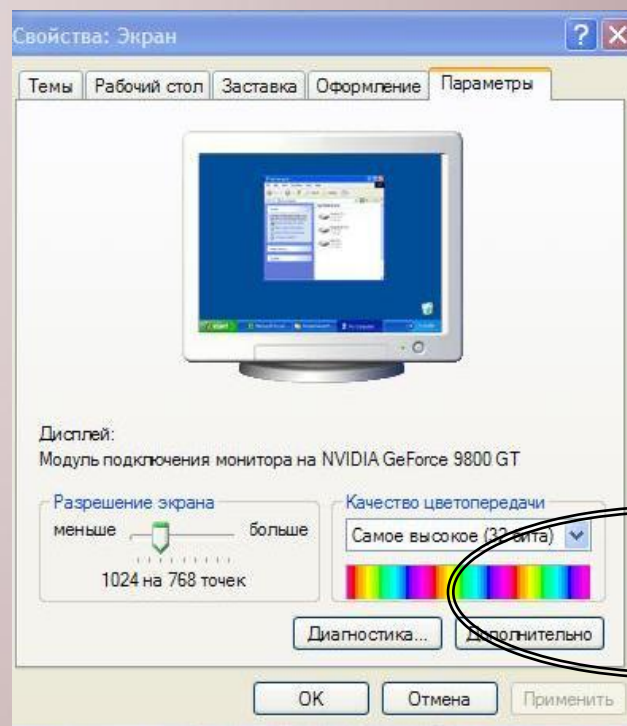 Свойства: Экран
Темы Рабочий стол Заставка Оформление Параметры
Дисплей:
Модуль подключения монитора на NVIDIA GeForce 9800 GT
Разрешение экрана
меньше больше
1024 на 768 точек
Качество цветопередачи
Самое высокое (32 бита)
Диагностика... Дополнительно
OK Отмена Применить